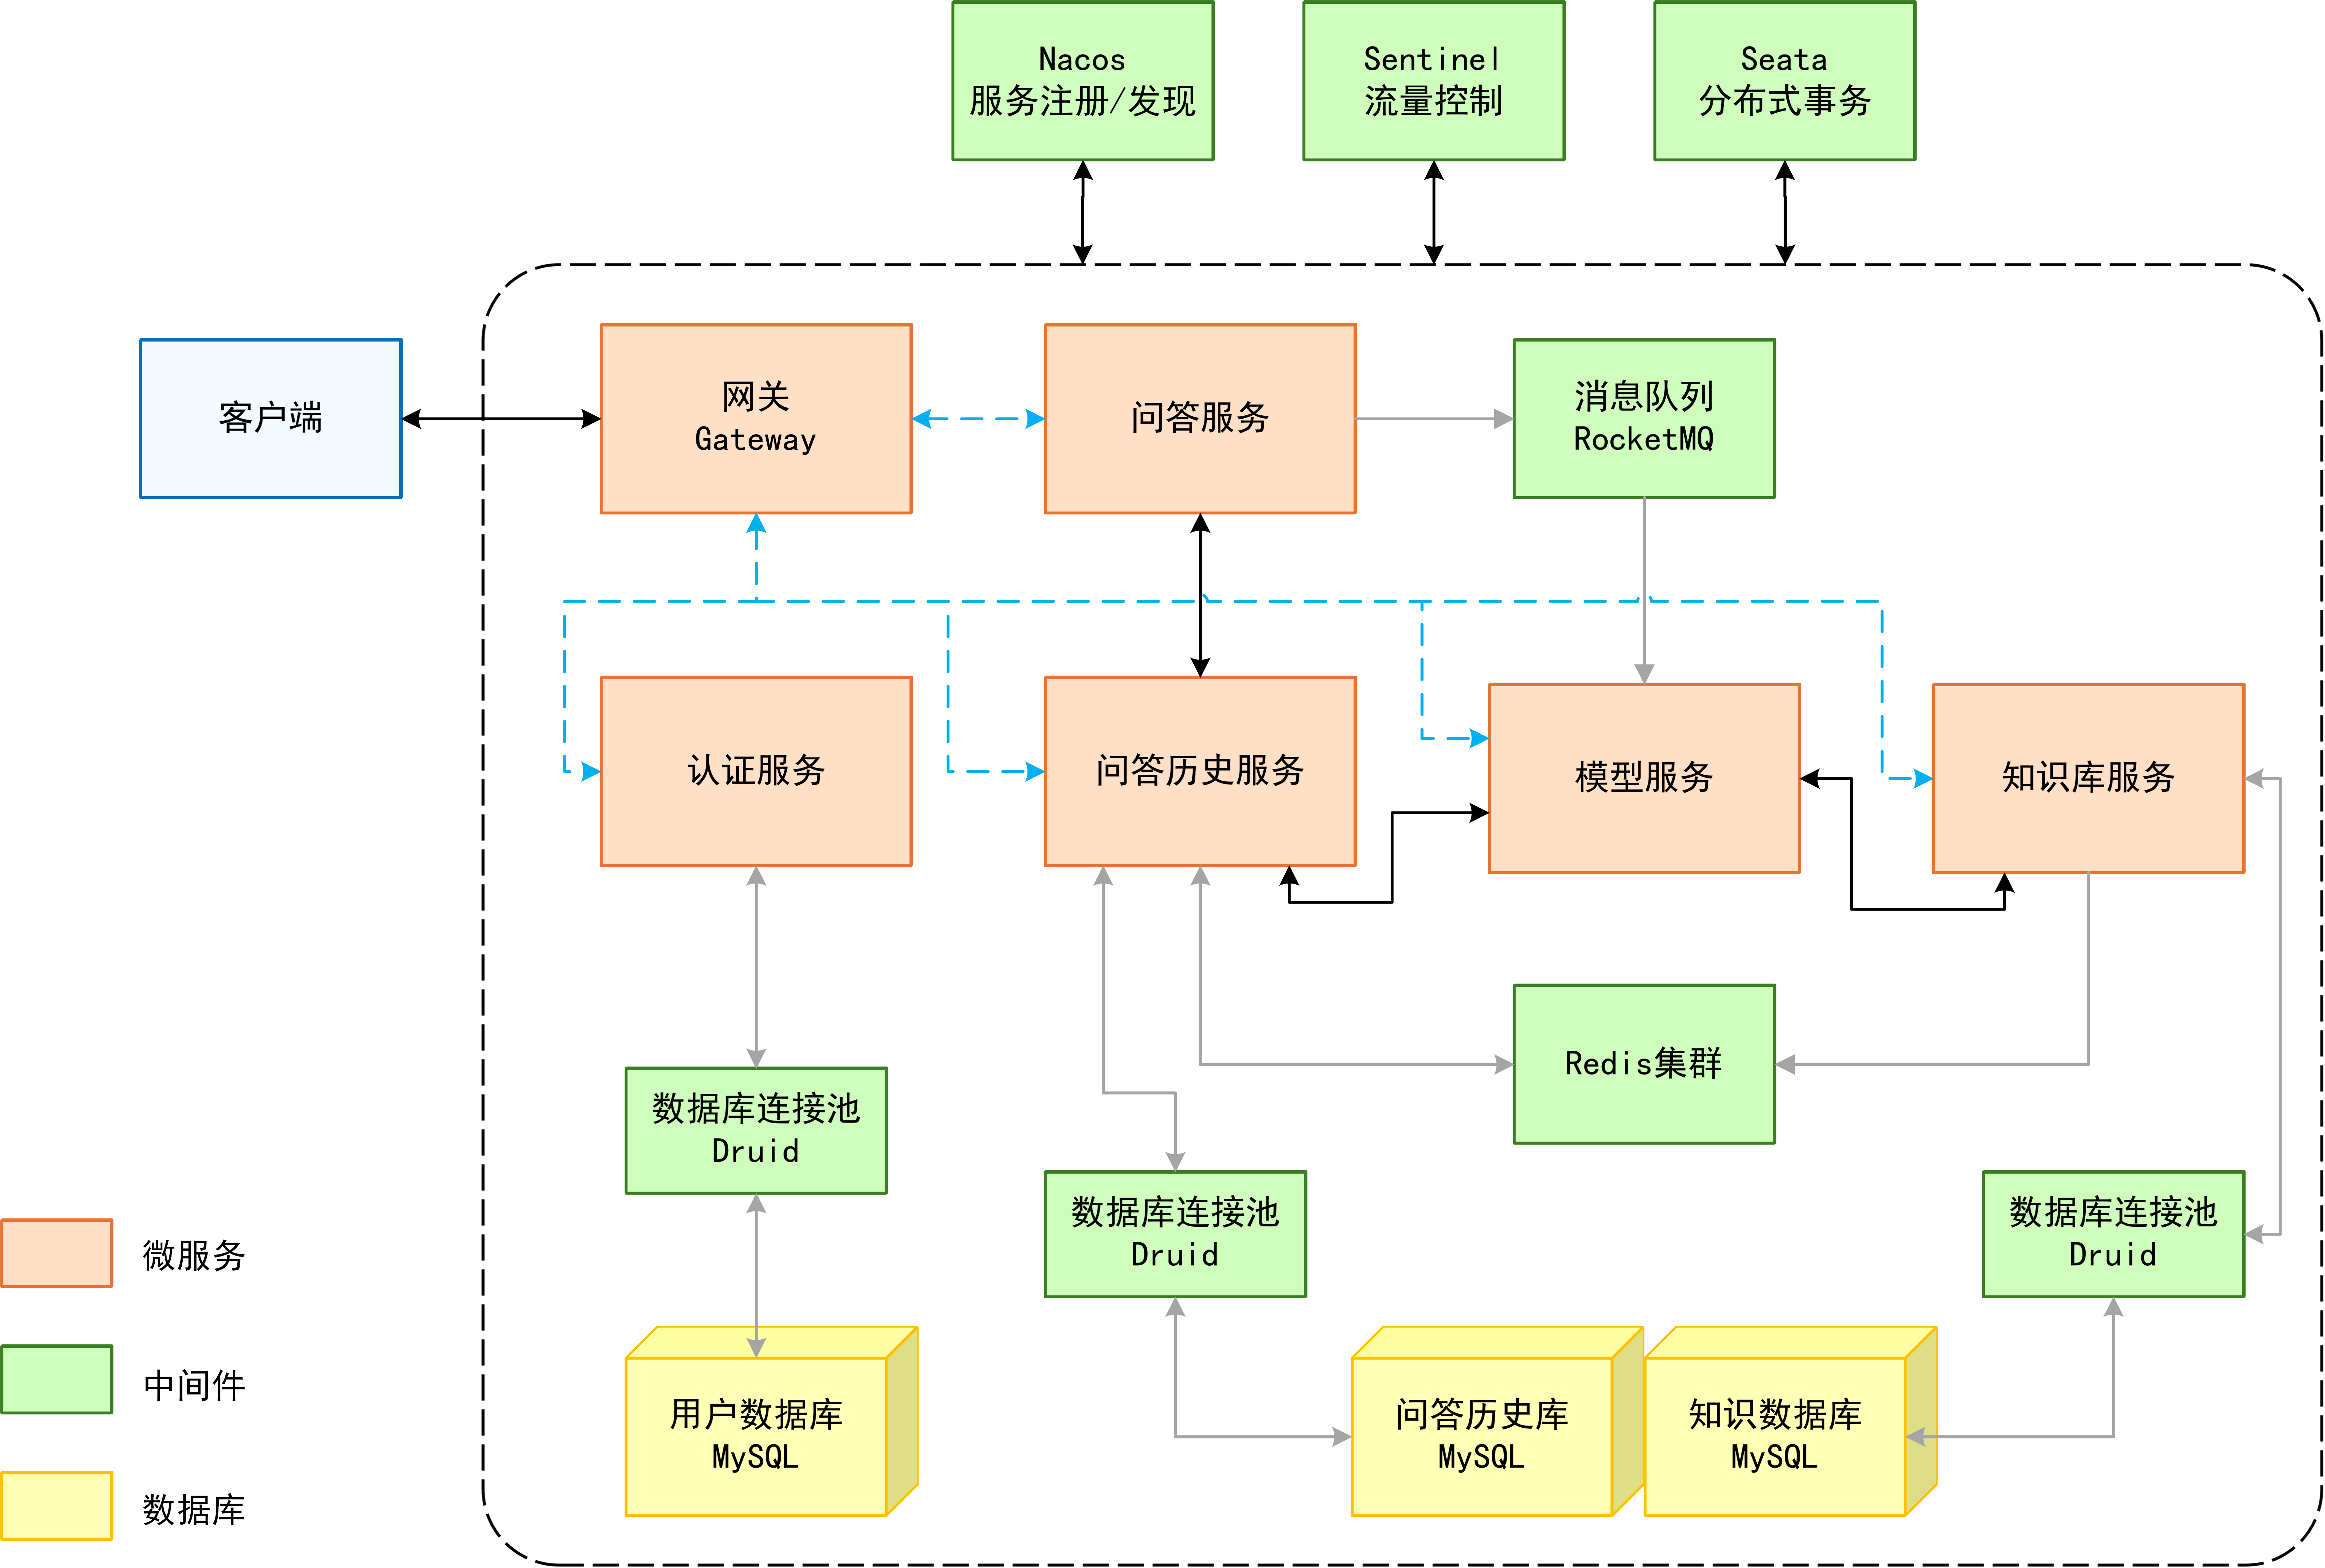 Nacos
服务注册/发现
Sentinel
流量控制
Seata
分布式事务
客户端
网关
Gateway
问答服务
消息队列
RocketMQ
认证服务
问答历史服务
模型服务
知识库服务
Redis集群
数据库连接池
Druid
数据库连接池
Druid
数据库连接池
Druid
微服务
中间件
数据库
用户数据库
MySQL
问答历史库
MySQL
知识数据库
MySQL